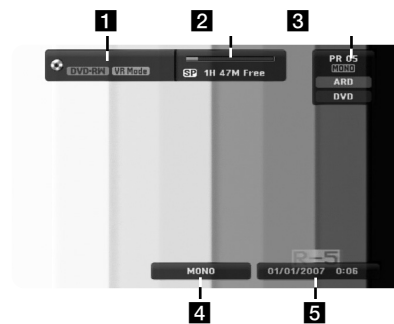 1 2 3
DVD-RW VR Mode
SP 1H 47M Free
PR 05
MONO
ARD
DVD
R-5
MONO
01/01/2007 0:06
4 5